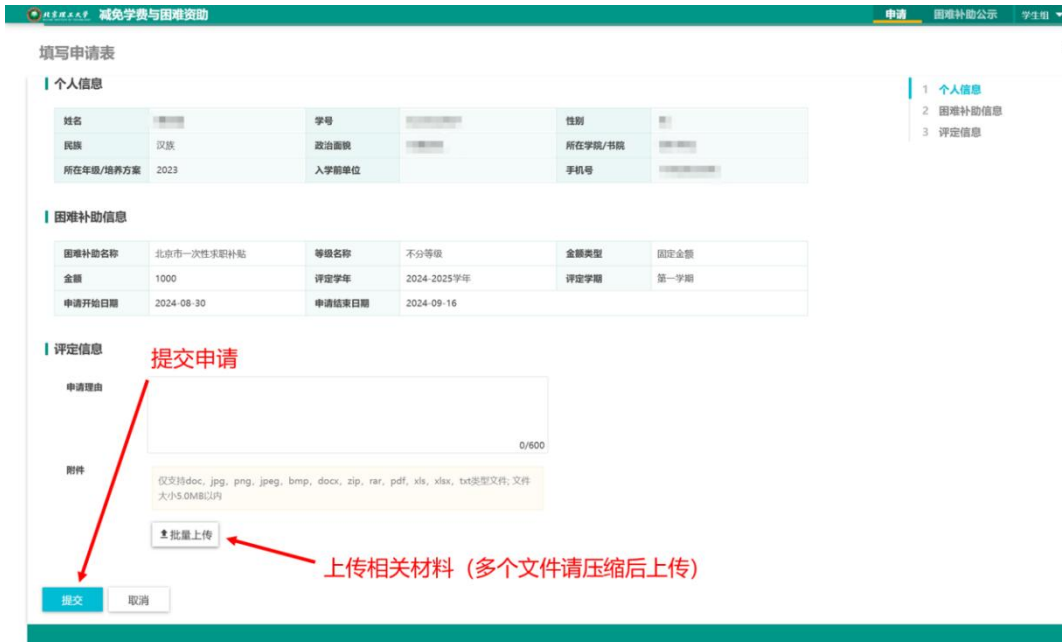 北京理工大学 减免学费与困难资助 申请 困难补助公示 学生组
填写申请表
个人信息
1 个人信息
2 困难补助信息
3 评定信息
姓名 学号 性别
民族 汉族 政治面貌 所在学院/书院
所在年级/培养方案 2023 入学前单位 手机号
困难补助信息
困难补助名称 北京市一次性求职补贴 等级名称 不分等级 金额类型 固定金额
金额 1000 评定学年 2024-2025学年 评定学期 第一学期
申请开始日期 2024-08-30 申请结束日期 2024-09-16
评定信息
提交申请
申请理由
0/600
附件
仅支持doc, jpg, png, jpeg, bmp, docx, zip, rar, pdf, xls, xlsx, txt类型文件; 文件
大小5.0MB以内
批量上传
上传相关材料（多个文件请压缩后上传）
提交 取消